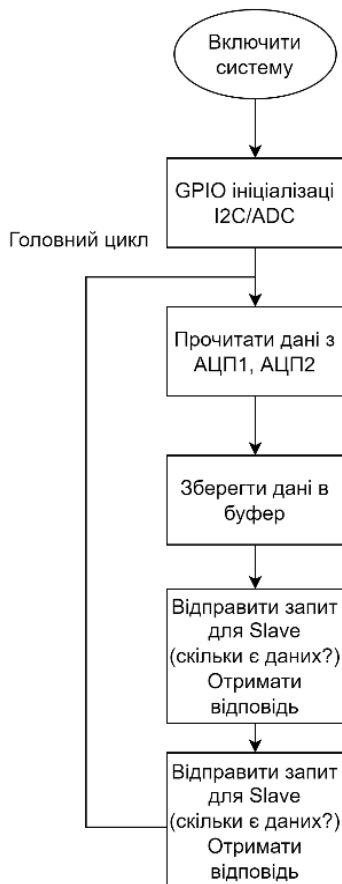 Включити
систему
GPIO ініціалізаці
I2C/ADC
Головний цикл
Прочитати дані з
АЦП1, АЦП2
Зберегти дані в
буфер
Відправити запит
для Slave
(скільки є даних?)
Отримати
відповідь
Відправити запит
для Slave
(скільки є даних?)
Отримати
відповідь